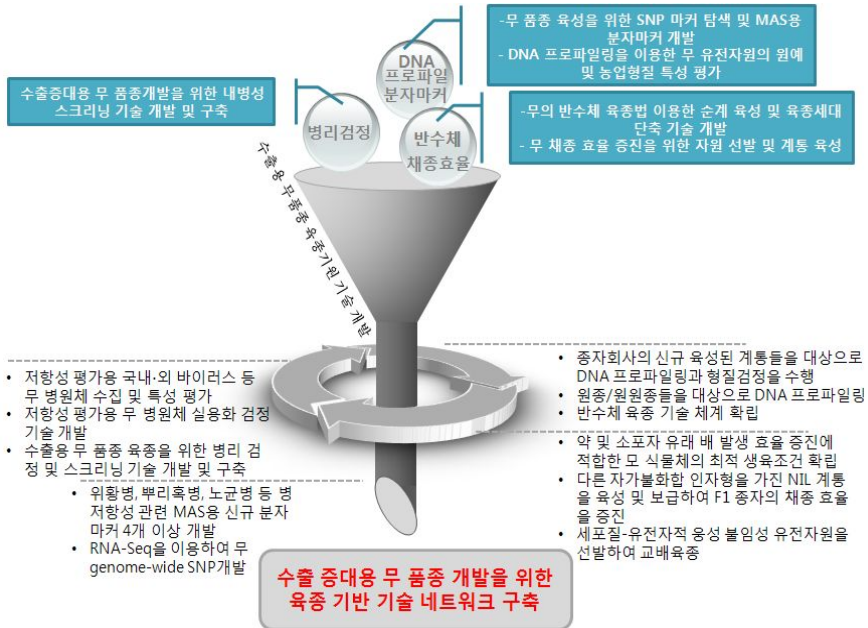 -무 품종 육성을 위한 SNP 마커 탐색 및 MAS용
분자마커 개발
- DNA 프로파일링을 이용한 무 유전자원의 원예
및 농업형질 특성 평가
DNA
프로파일
분자마커
수출증대용 무 품종개발을 위한 내병성
스크리닝 기술 개발 및 구축
병리검정
반수체
채종효율
-무의 반수체 육종법 이용한 순계 육성 및 육종세대
단축 기술 개발
- 무 채종 효율 증진을 위한 자원 선발 및 계통 육성
수출용 무품종 육종기원 기술 개발
• 저항성 평가용 국내·외 바이러스 등
무 병원체 수집 및 특성 평가
• 저항성 평가용 무 병원체 실용화 검정
기술 개발
• 수출용 무 품종 육종을 위한 병리 검
정 및 스크리닝 기술 개발 및 구축
• 위황병, 뿌리혹병, 노균병 등 병
저항성 관련 MAS용 신규 분자
마커 4개 이상 개발
• RNA-Seq을 이용하여 무
genome-wide SNP개발
• 종자회사의 신규 육성된 계통들을 대상으로
DNA 프로파일링과 형질검정을 수행
• 원종/원원종들을 대상으로 DNA 프로파일링
• 반수체 육종 기술 체계 확립
• 약 및 소포자 유래 배 발생 효율 증진에
적합한 모 식물체의 최적 생육조건 확립
• 다른 자가불화합 인자형을 가진 NIL 계통
을 육성 및 보급하여 F1 종자의 채종 효율
을 증진
• 세포질-유전자적 웅성 불임성 유전자원을
선발하여 교배육종
수출 증대용 무 품종 개발을 위한
육종 기반 기술 네트워크 구축